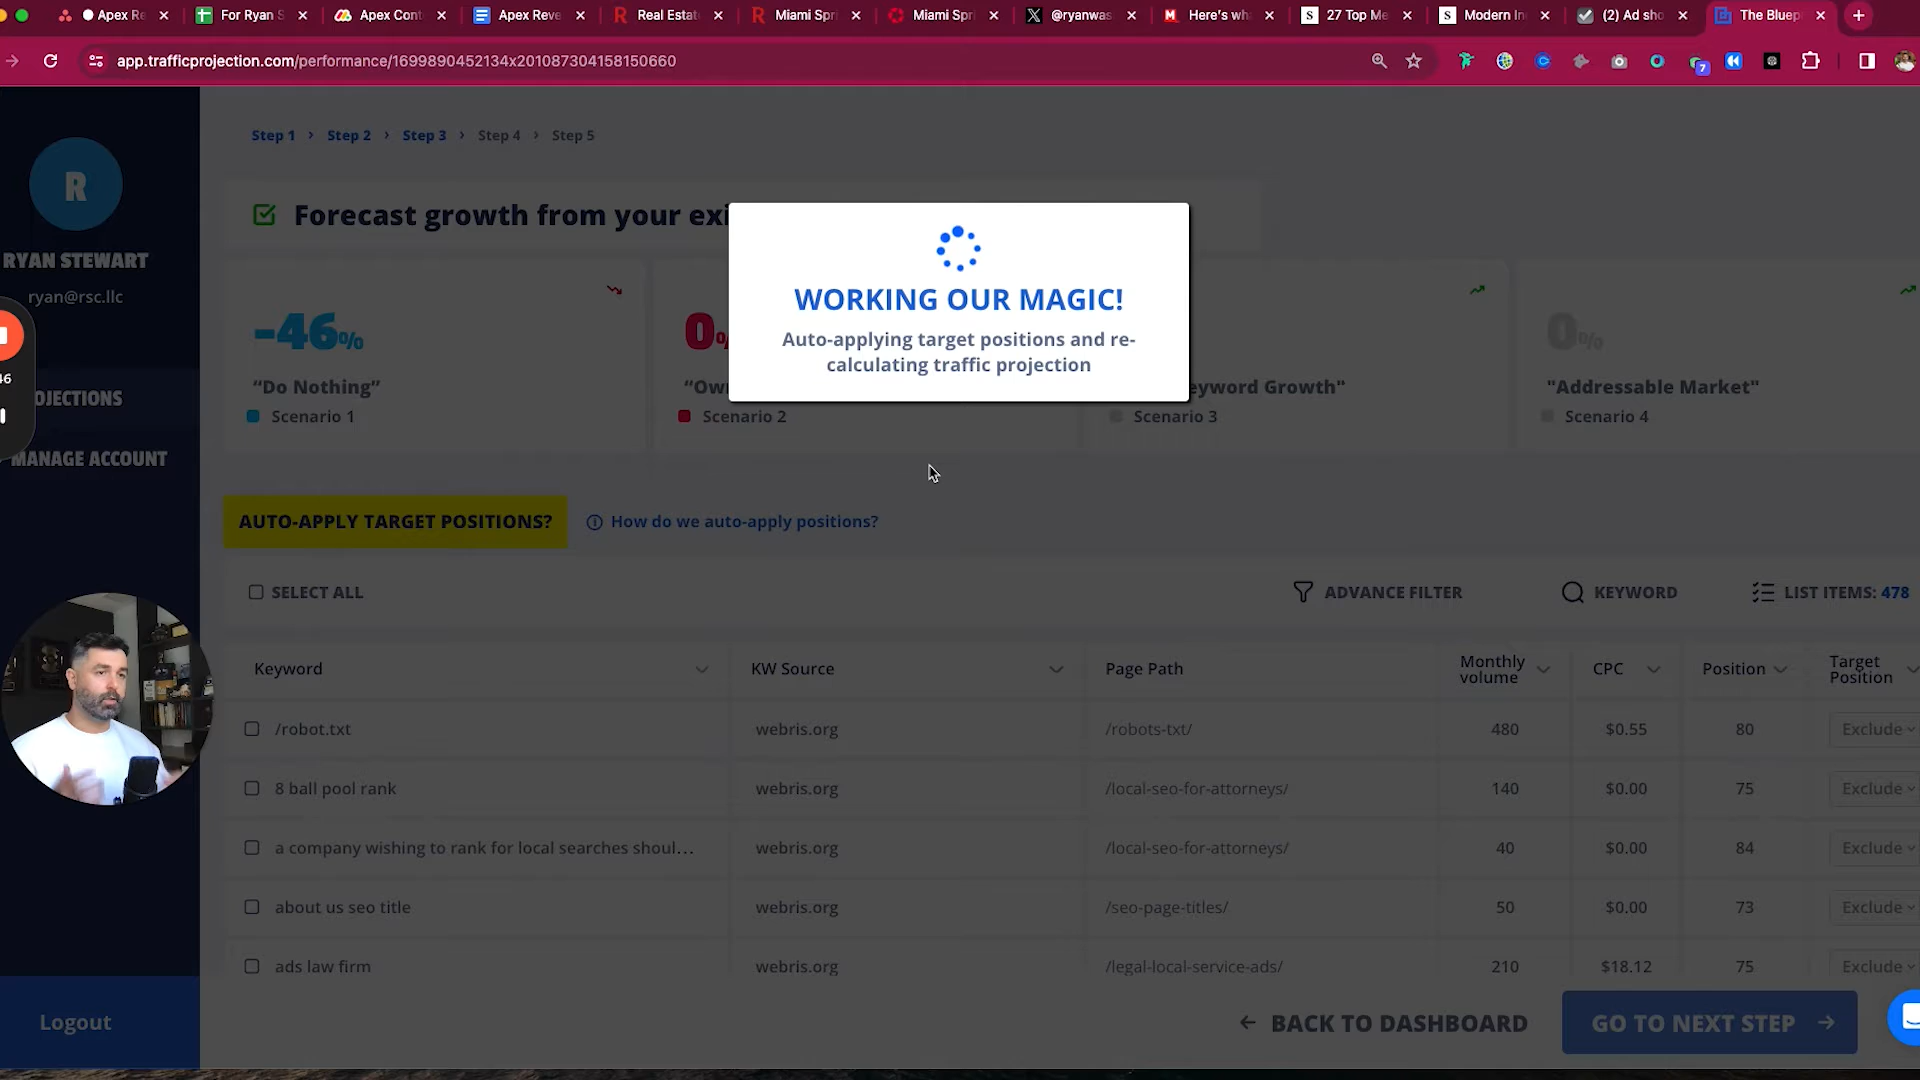 Apex Re
For Ryan S
Apex Cont
Apex Reve
Real Estat
Miami Spri
Miami Spri
@ryanwas
Here's wha
27 Top Me
Modern In
(2) Ad sho
The Bluep
app.trafficprojection.com/performance/1699890452134x201087304158150660
7
Step 1 › Step 2 › Step 3 › Step 4 › Step 5
R
RYAN STEWART
ryan@rsc.llc
46
OJECTIONS
MANAGE ACCOUNT
Logout
Forecast growth from your exi
WORKING OUR MAGIC!
Auto-applying target positions and re-
calculating traffic projection
-46%
"Do Nothing"
Scenario 1
0%
"Own
Scenario 2
eyword Growth"
Scenario 3
0%
"Addressable Market"
Scenario 4
AUTO-APPLY TARGET POSITIONS?
How do we auto-apply positions?
SELECT ALL
ADVANCE FILTER
KEYWORD
LIST ITEMS: 478
Keyword KW Source Page Path Monthly volume CPC Position Target Position
/robot.txt webris.org /robots-txt/ 480 $0.55 80 Exclude
8 ball pool rank webris.org /local-seo-for-attorneys/ 140 $0.00 75 Exclude
a company wishing to rank for local searches shoul... webris.org /local-seo-for-attorneys/ 40 $0.00 84 Exclude
about us seo title webris.org /seo-page-titles/ 50 $0.00 73 Exclude
ads law firm webris.org /legal-local-service-ads/ 210 $18.12 75 Exclude
BACK TO DASHBOARD
GO TO NEXT STEP